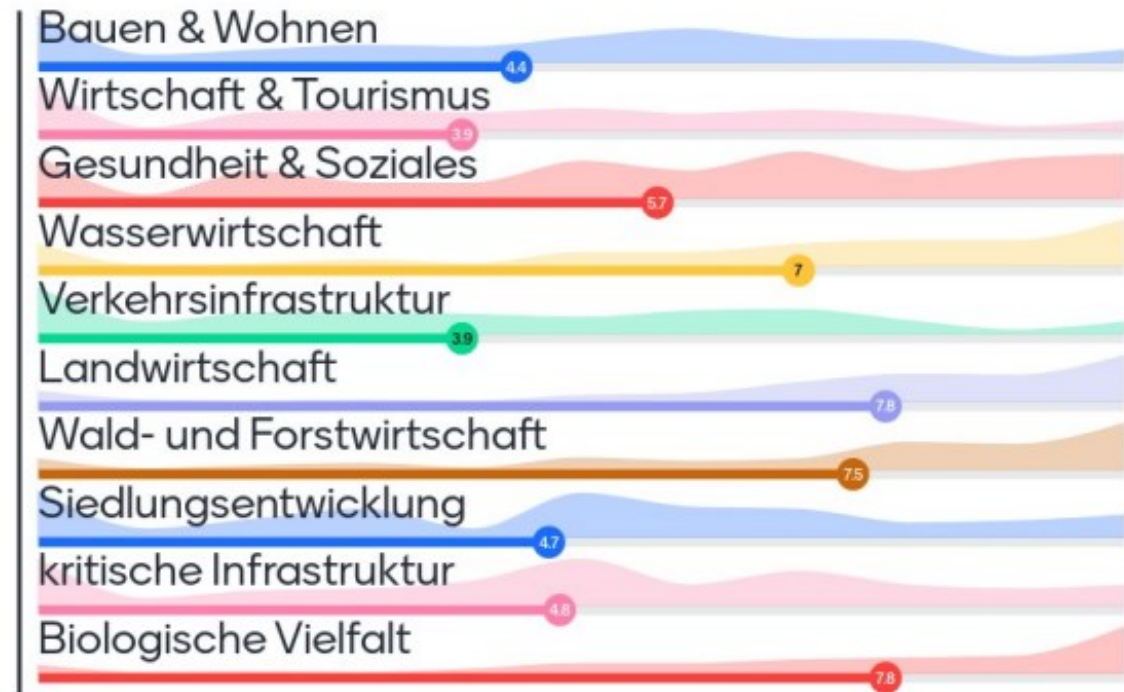 Bauen & Wohnen
4.4
Wirtschaft & Tourismus
3.9
Gesundheit & Soziales
5.7
Wasserwirtschaft
7
Verkehrsinfrastruktur
3.9
Landwirtschaft
7.8
Wald- und Forstwirtschaft
7.5
Siedlungsentwicklung
4.7
kritische Infrastruktur
4.8
Biologische Vielfalt
7.8